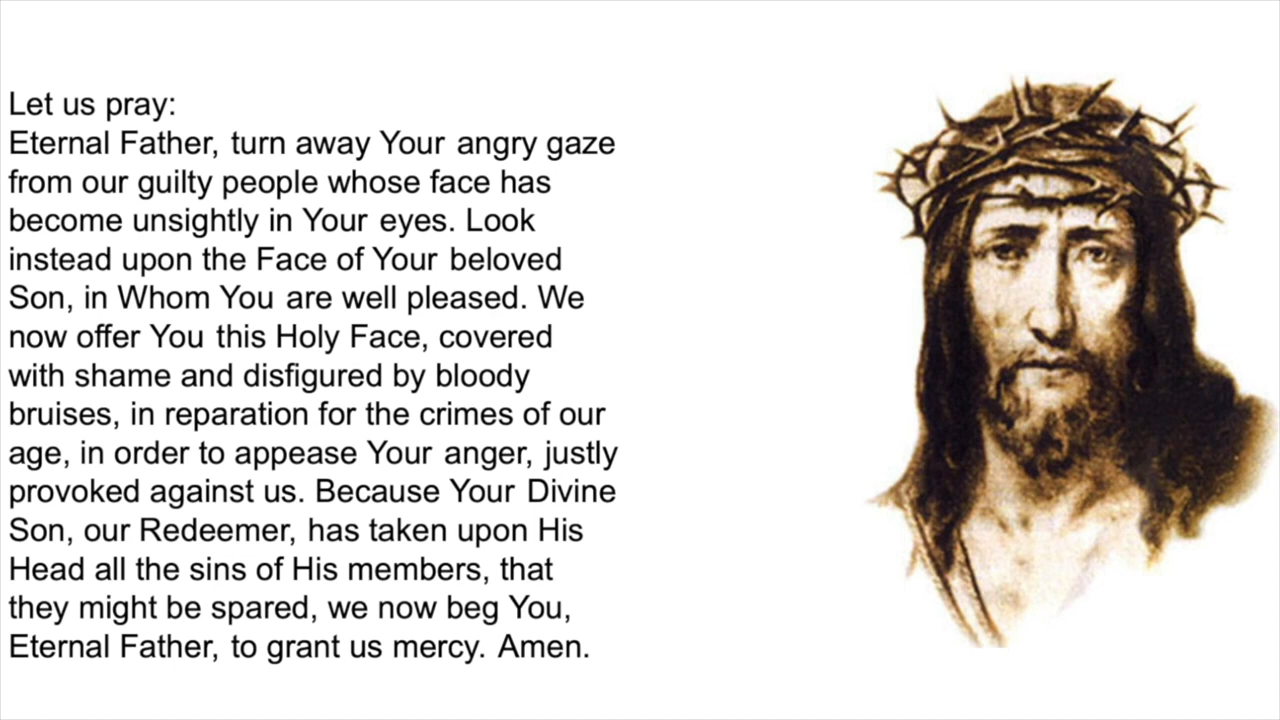 Let us pray:
Eternal Father, turn away Your angry gaze
from our guilty people whose face has
become unsightly in Your eyes. Look
instead upon the Face of Your beloved
Son, in Whom You are well pleased. We
now offer You this Holy Face, covered
with shame and disfigured by bloody
bruises, in reparation for the crimes of our
age, in order to appease Your anger, justly
provoked against us. Because Your Divine
Son, our Redeemer, has taken upon His
Head all the sins of His members, that
they might be spared, we now beg You,
Eternal Father, to grant us mercy. Amen.